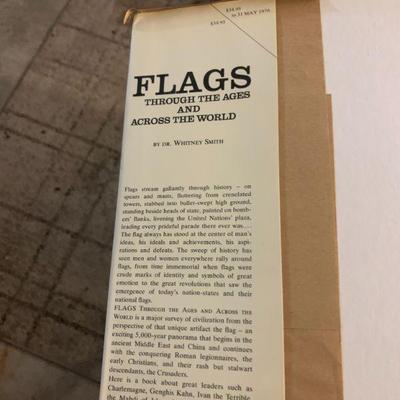 $34.95
to 31 MAY 1976
$39.95
FLAGS
THROUGH THE AGES
AND
ACROSS THE WORLD
BY DR. WHITNEY SMITH
Flags stream gallantly through history – on
spears and masts, fluttering from crenelated
towers, stabbed into bullet-swept high ground,
standing beside heads of state, painted on bomb-
ers' flanks, livening the United Nations' plaza,
leading every prideful parade there ever was....
The flag always has stood at the center of man's
ideas, his ideals and achievements, his aspi-
rations and defeats. The sweep of history has
seen men and women everywhere rally around
flags, from time immemorial when flags were
crude marks of identity and symbols of great
emotion to the great revolutions that saw the
emergence of today's nation-states and their
national flags.
FLAGS THROUGH THE AGES AND ACROSS THE
WORLD is a major survey of civilization from the
perspective of that unique artifact the flag – an
exciting 5,000-year panorama that begins in the
ancient Middle East and China and continues
with the conquering Roman legionnaires, the
early Christians, and their rash but stalwart
descendants, the Crusaders.
Here is a book about great leaders such as
Charlemagne, Genghis Kahn, Ivan the Terrible